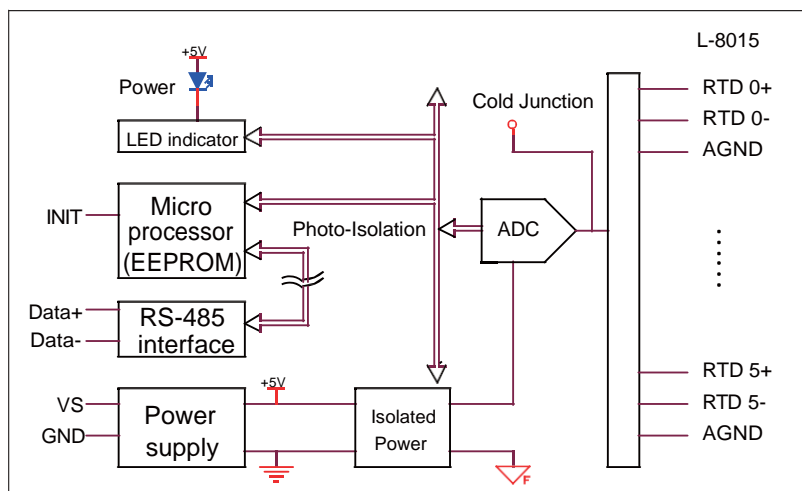 L-8015
+5V
Power
LED indicator
Cold Junction
RTD 0+
RTD 0-
AGND
INIT
Micro
processor
(EEPROM)
Photo-Isolation
ADC
Data+
Data-
RS-485
interface
+5V
VS
GND
Power
supply
Isolated
Power
F
RTD 5+
RTD 5-
AGND